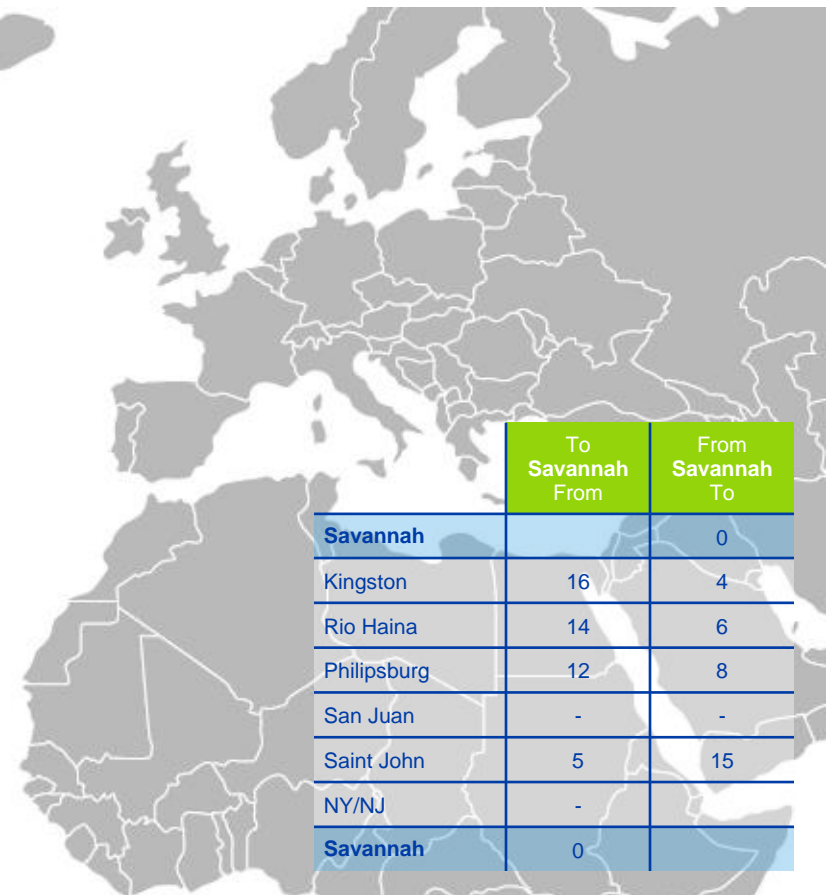 To
Savannah
From
From
Savannah
To
Savannah 0
Kingston 16 4
Rio Haina 14 6
Philipsburg 12 8
San Juan - -
Saint John 5 15
NY/NJ -
Savannah 0